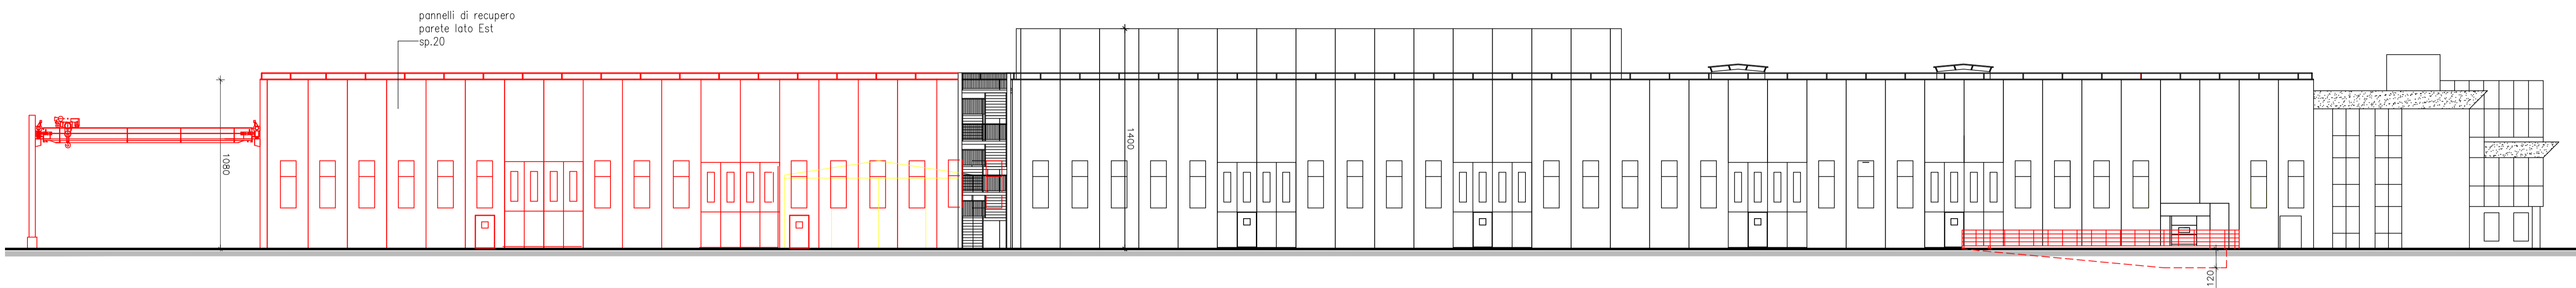 pannelli di recupero
parete lato Est
sp.20
1080
1400
120